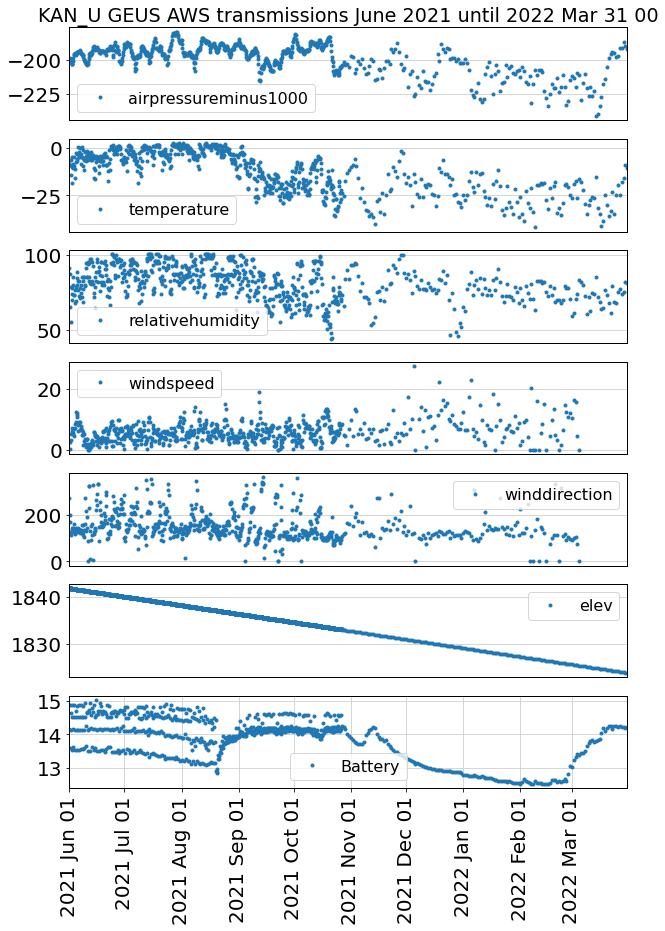 KAN_U GEUS AWS transmissions June 2021 until 2022 Mar 31 00
−200
−225
airpressureminus1000
0
−25
temperature
100
50
relativehumidity
20
0
windspeed
200
0
winddirection
1840
1830
elev
15
14
13
Battery
2021 Jun 01
2021 Jul 01
2021 Aug 01
2021 Sep 01
2021 Oct 01
2021 Nov 01
2021 Dec 01
2022 Jan 01
2022 Feb 01
2022 Mar 01